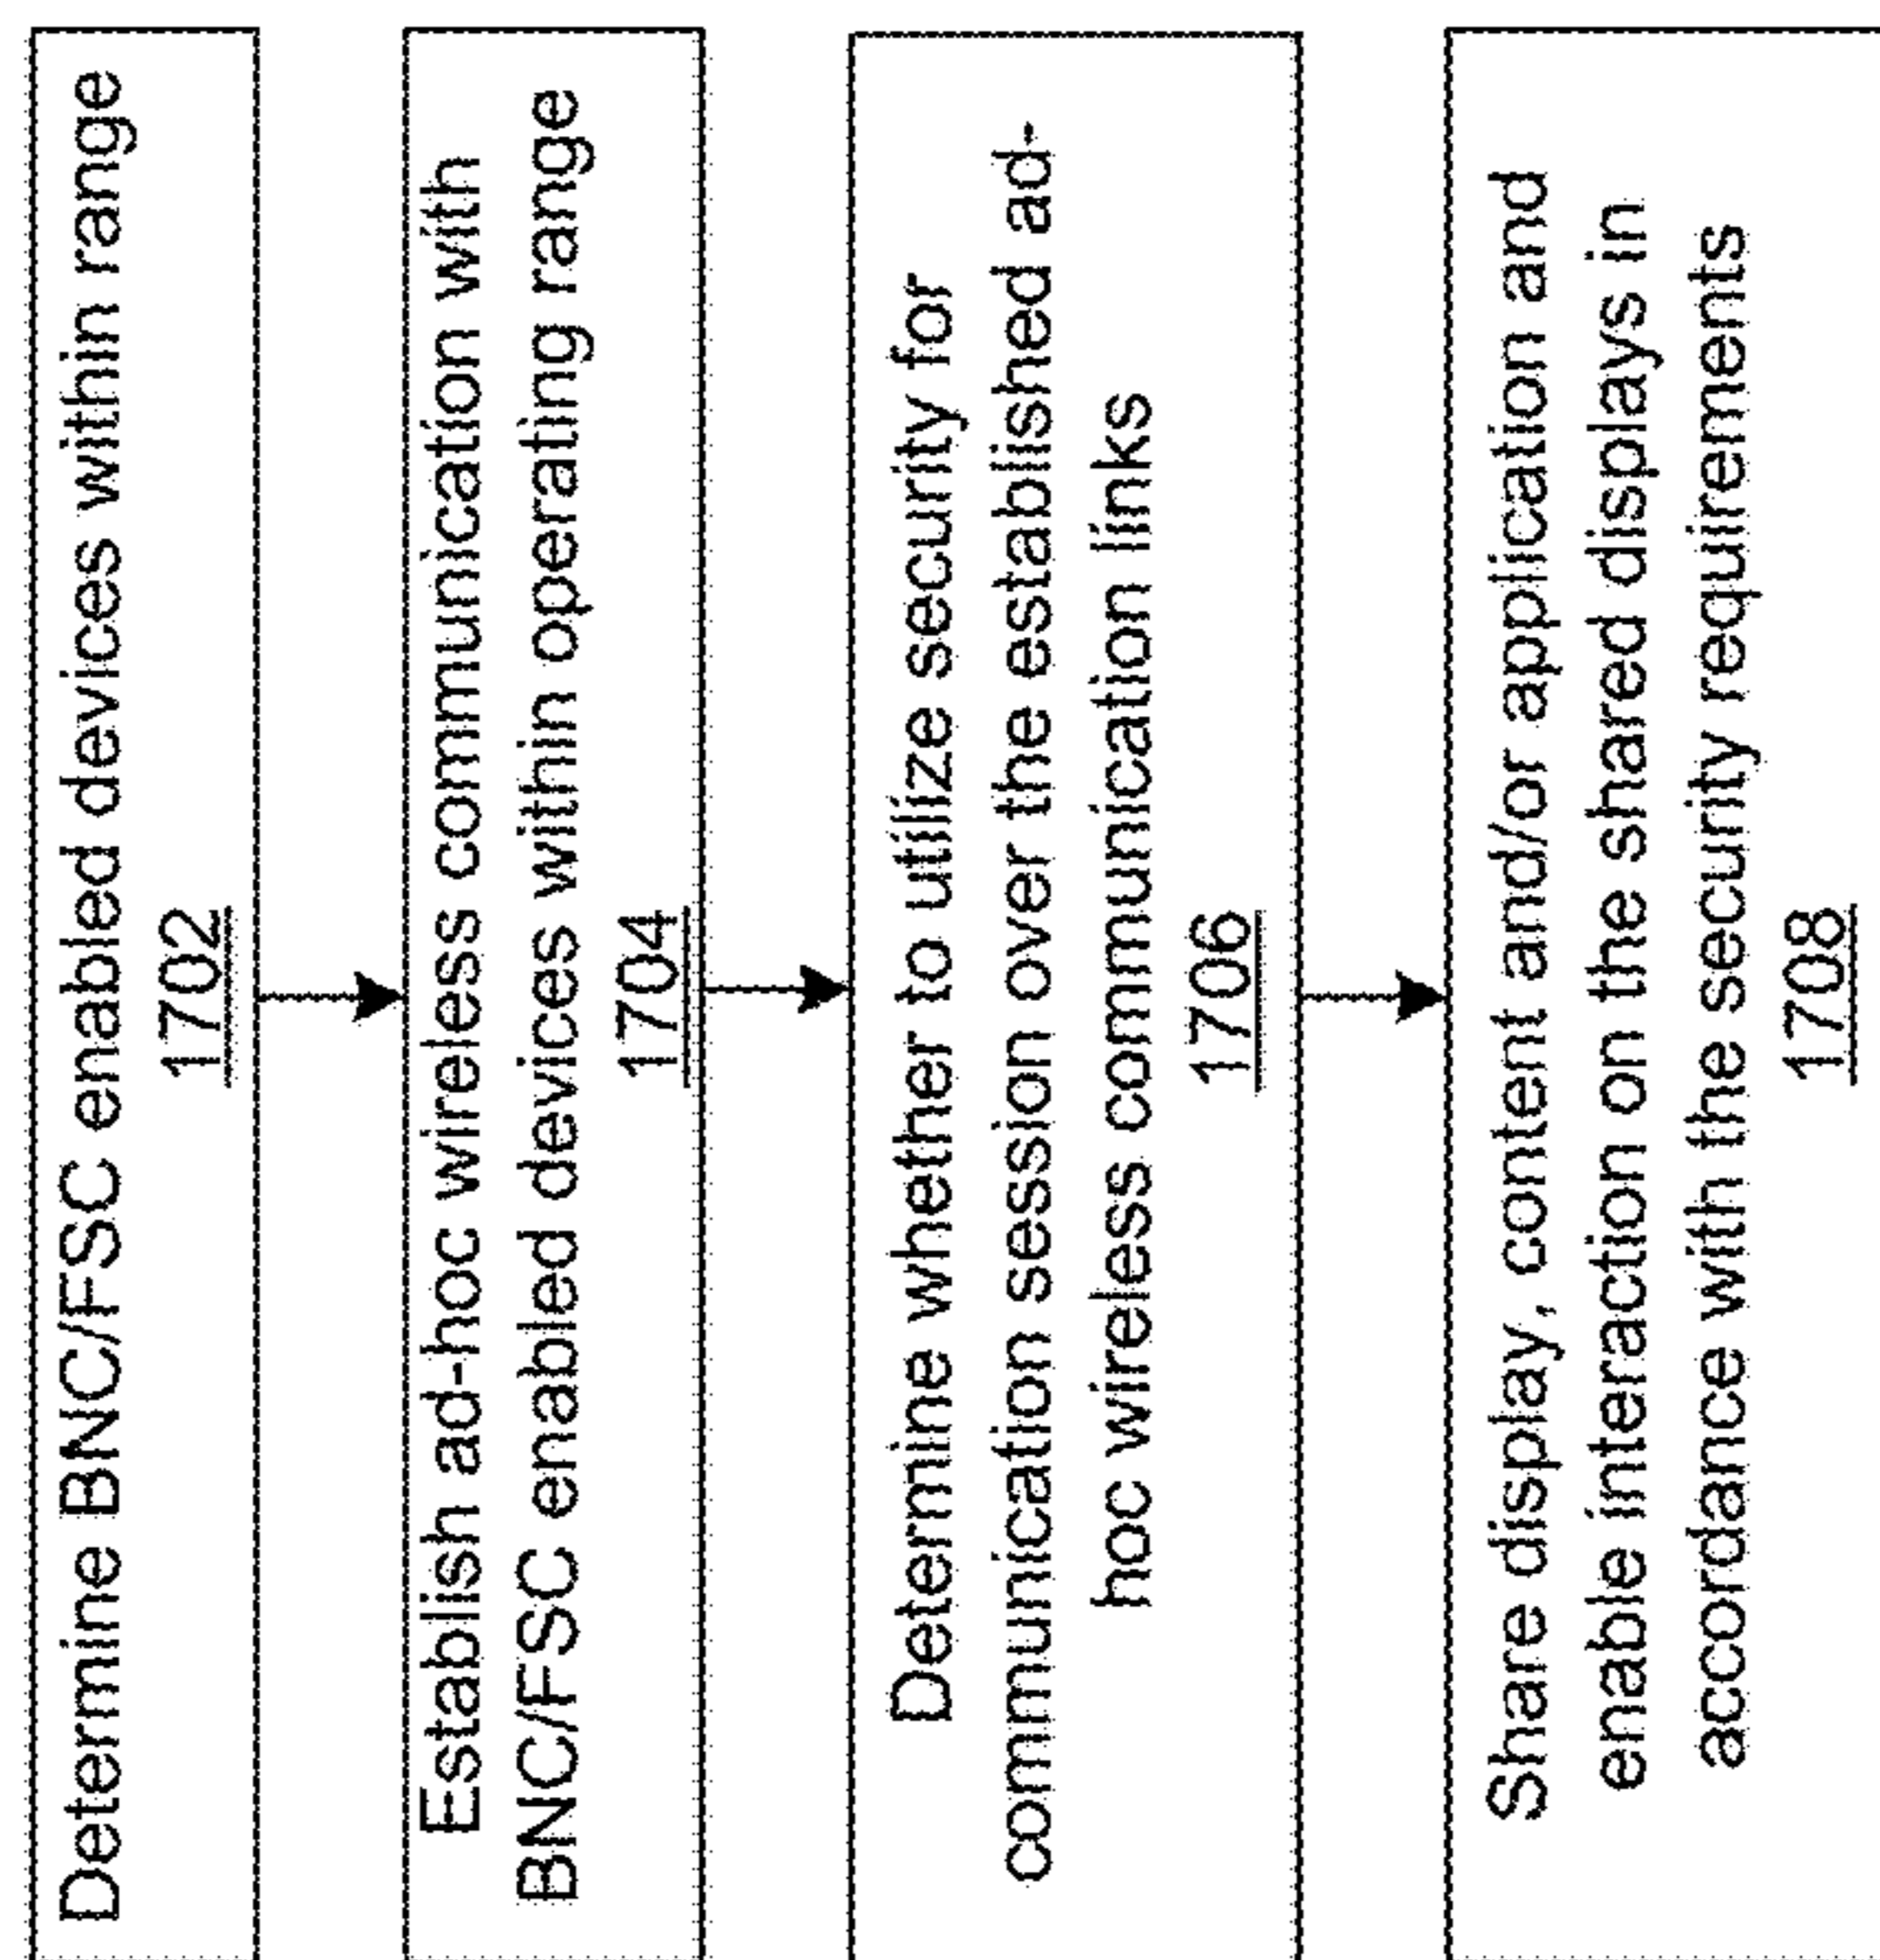 Determine BNC/FSC enabled devices within range
1702
Establish ad-hoc wireless communication with
BNC/FSC enabled devices within operating range
1704
Determine whether to utilize security for
communication session over the established ad-
hoc wireless communication links
1706
Share display, content and/or application and
enable interaction on the shared displays in
accordance with the security requirements
1708